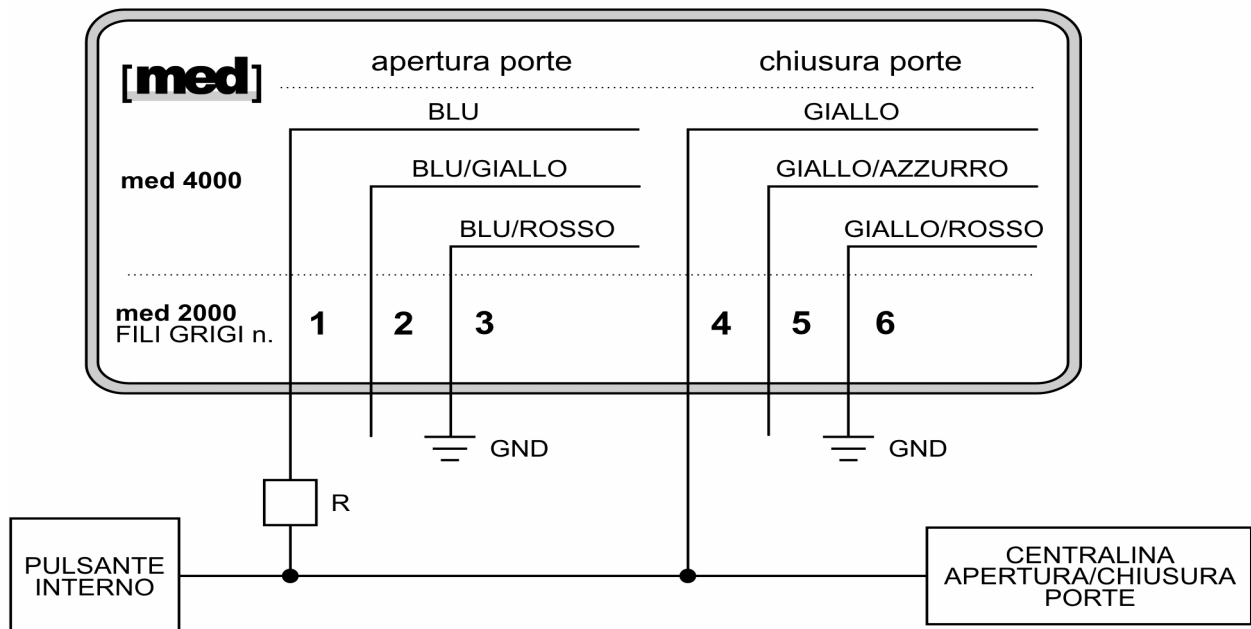 [med]
apertura porte
chiusura porte
BLU
GIALLO
med 4000
BLU/GIALLO
GIALLO/AZZURRO
BLU/ROSSO
GIALLO/ROSSO
med 2000
FILI GRIGI n.
1
2
3
4
5
6
GND
GND
R
PULSANTE
INTERNO
CENTRALINA
APERTURA/CHIUSURA
PORTE